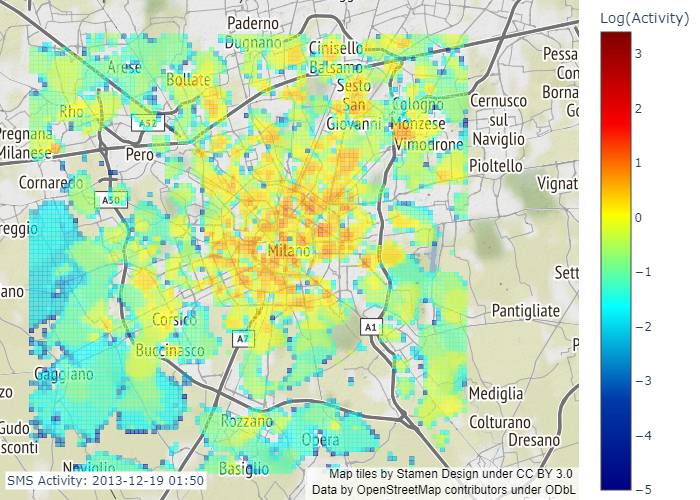 Log(Activity)
3
2
1
0
−1
−2
−3
−4
−5
Paderno
Dugnano
Cinisello
Balsamo
Arese
Bollate
Sesto
San
Giovanni
Pessa
Con
Borna
Go
Rho
A52
Cologno
Monzese
Cernusco
sul
Naviglio
Pregnana
Milanese
Pero
Vimodrone
Pioltello
Cornaredo
A50
Vignat
reggio
Milano
Sett
ano
Corsico
Pantigliate
A7
A1
Buccinasco
P
Gaggiano
zo
Mediglia
Gudo
sconti
Rozzano
Opera
Colturano
Dresano
Naviglio
Basiglio
SMS Activity: 2013-12-19 01:50
Map tiles by Stamen Design under CC BY 3.0
Data by OpenStreetMap contributors under ODbL